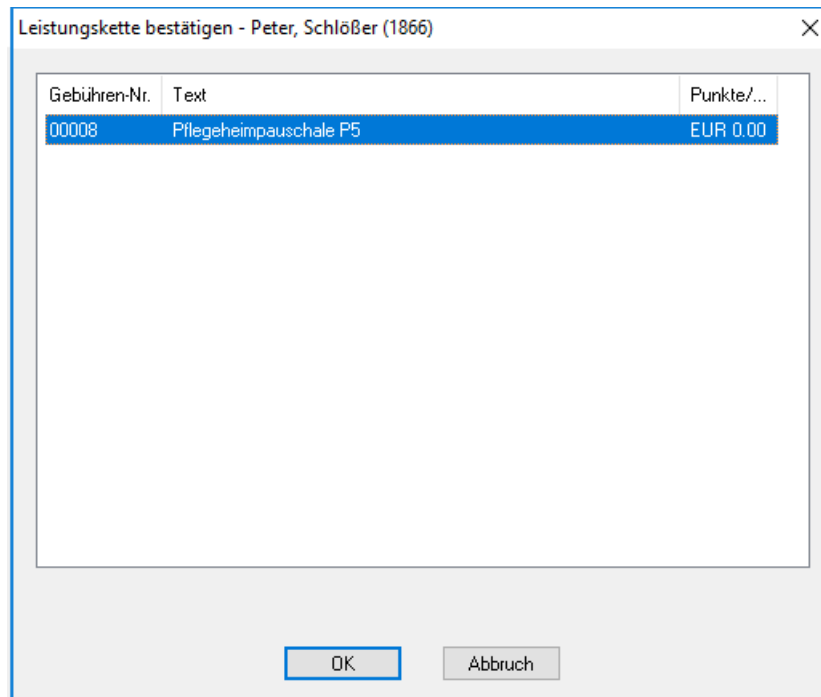 Leistungskette bestätigen - Peter, Schlößer (1866)
Gebühren-Nr. Text Punkte/...
00008 Pflegeheimpauschale P5 EUR 0.00
OK Abbruch